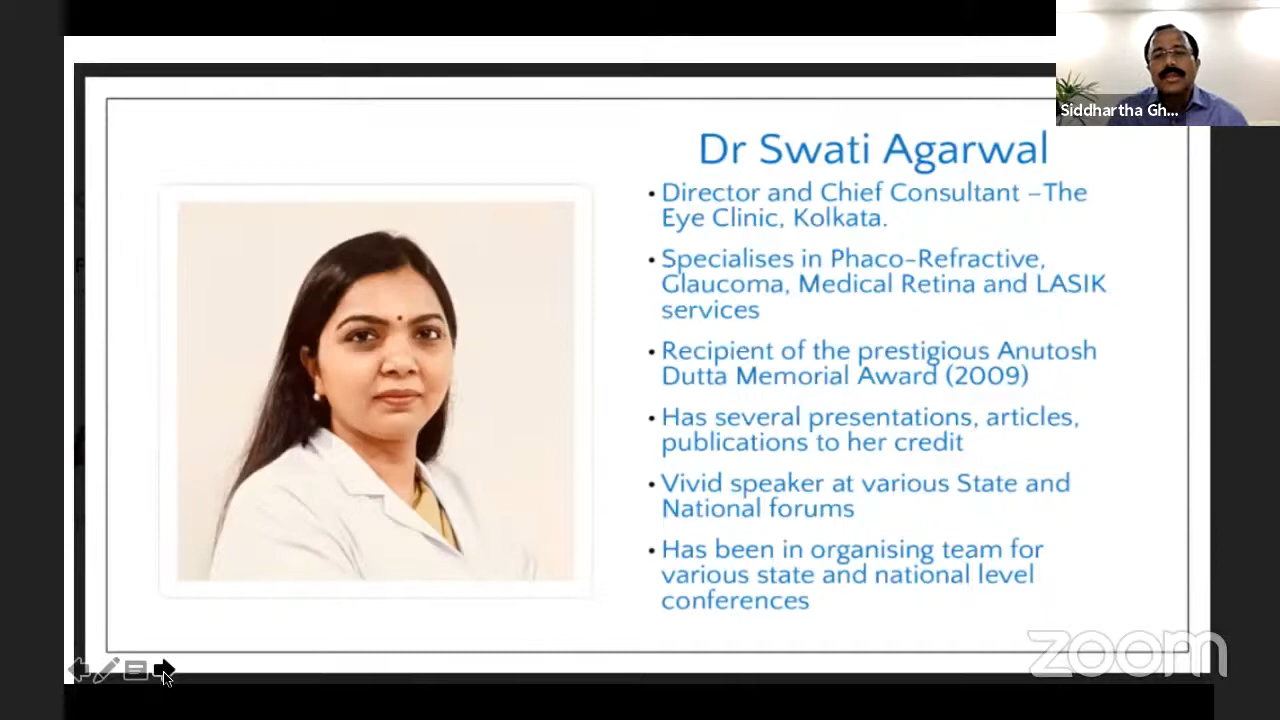 Siddhartha Gh...
Dr Swati Agarwal
• Director and Chief Consultant –The
Eye Clinic, Kolkata.
• Specialises in Phaco-Refractive,
Glaucoma, Medical Retina and LASIK
services
• Recipient of the prestigious Anutosh
Dutta Memorial Award (2009)
• Has several presentations, articles,
publications to her credit
• Vivid speaker at various State and
National forums
• Has been in organising team for
various state and national level
conferences
zoom